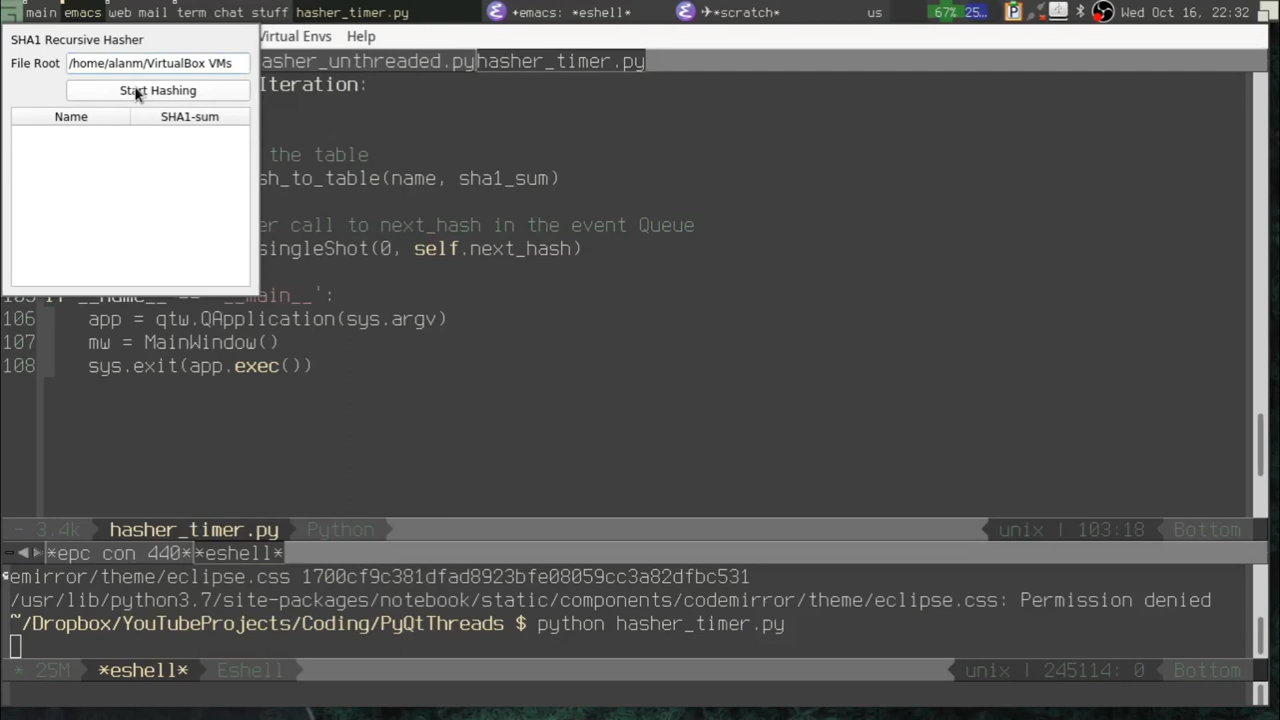 main emacs web mail term chat stuff hasher_timer.py +emacs: *eshell* ✈*scratch* us 67% 25... Wed Oct 16, 22:32
SHA1 Recursive Hasher
Virtual Envs Help
File Root /home/alanm/VirtualBox VMs
asher_unthreaded.py hasher_timer.py
Start Hashing
Iteration:
Name SHA1-sum
the table
sh_to_table(name, sha1_sum)
er call to next_hash in the event Queue
singleShot(0, self.next_hash)
106 app = qtw.QApplication(sys.argv)
107 mw = MainWindow()
108 sys.exit(app.exec())
- 3.4k hasher_timer.py Python unix | 103:18 Bottom
*epc con 440* *eshell*
emirror/theme/eclipse.css 1700cf9c381dfad8923bfe08059cc3a82dfbc531
/usr/lib/python3.7/site-packages/notebook/static/components/codemirror/theme/eclipse.css: Permission denied
~/Dropbox/YouTubeProjects/Coding/PyQtThreads $ python hasher_timer.py
* 25M *eshell* Eshell unix | 245114: 0 Bottom